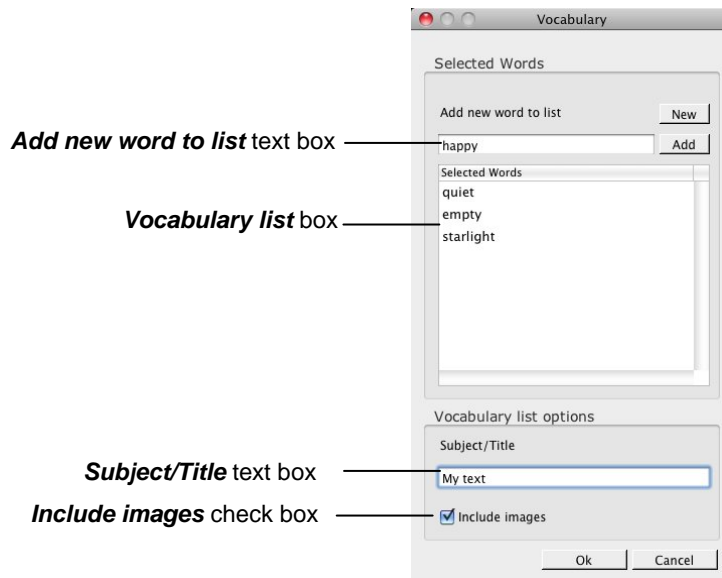 Vocabulary
Selected Words
Add new word to list
New
Add new word to list text box
happy
Add
Selected Words
quiet
Vocabulary list box
empty
starlight
Vocabulary list options
Subject/Title
Subject/Title text box
My text
Include images check box
Include images
Ok
Cancel